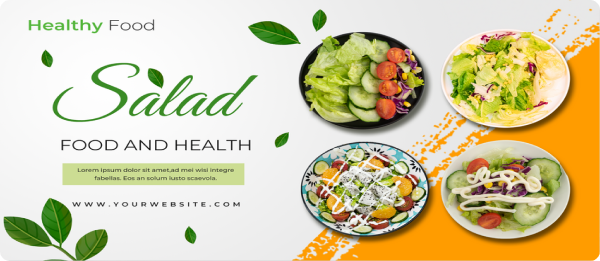 Healthy Food
Salad
FOOD AND HEALTH
Lorem ipsum dolor sit amet,ad mel wisi integre
fabellas. Eos an solum iusto scaevola.
WWW.YOURWEBSITE.COM